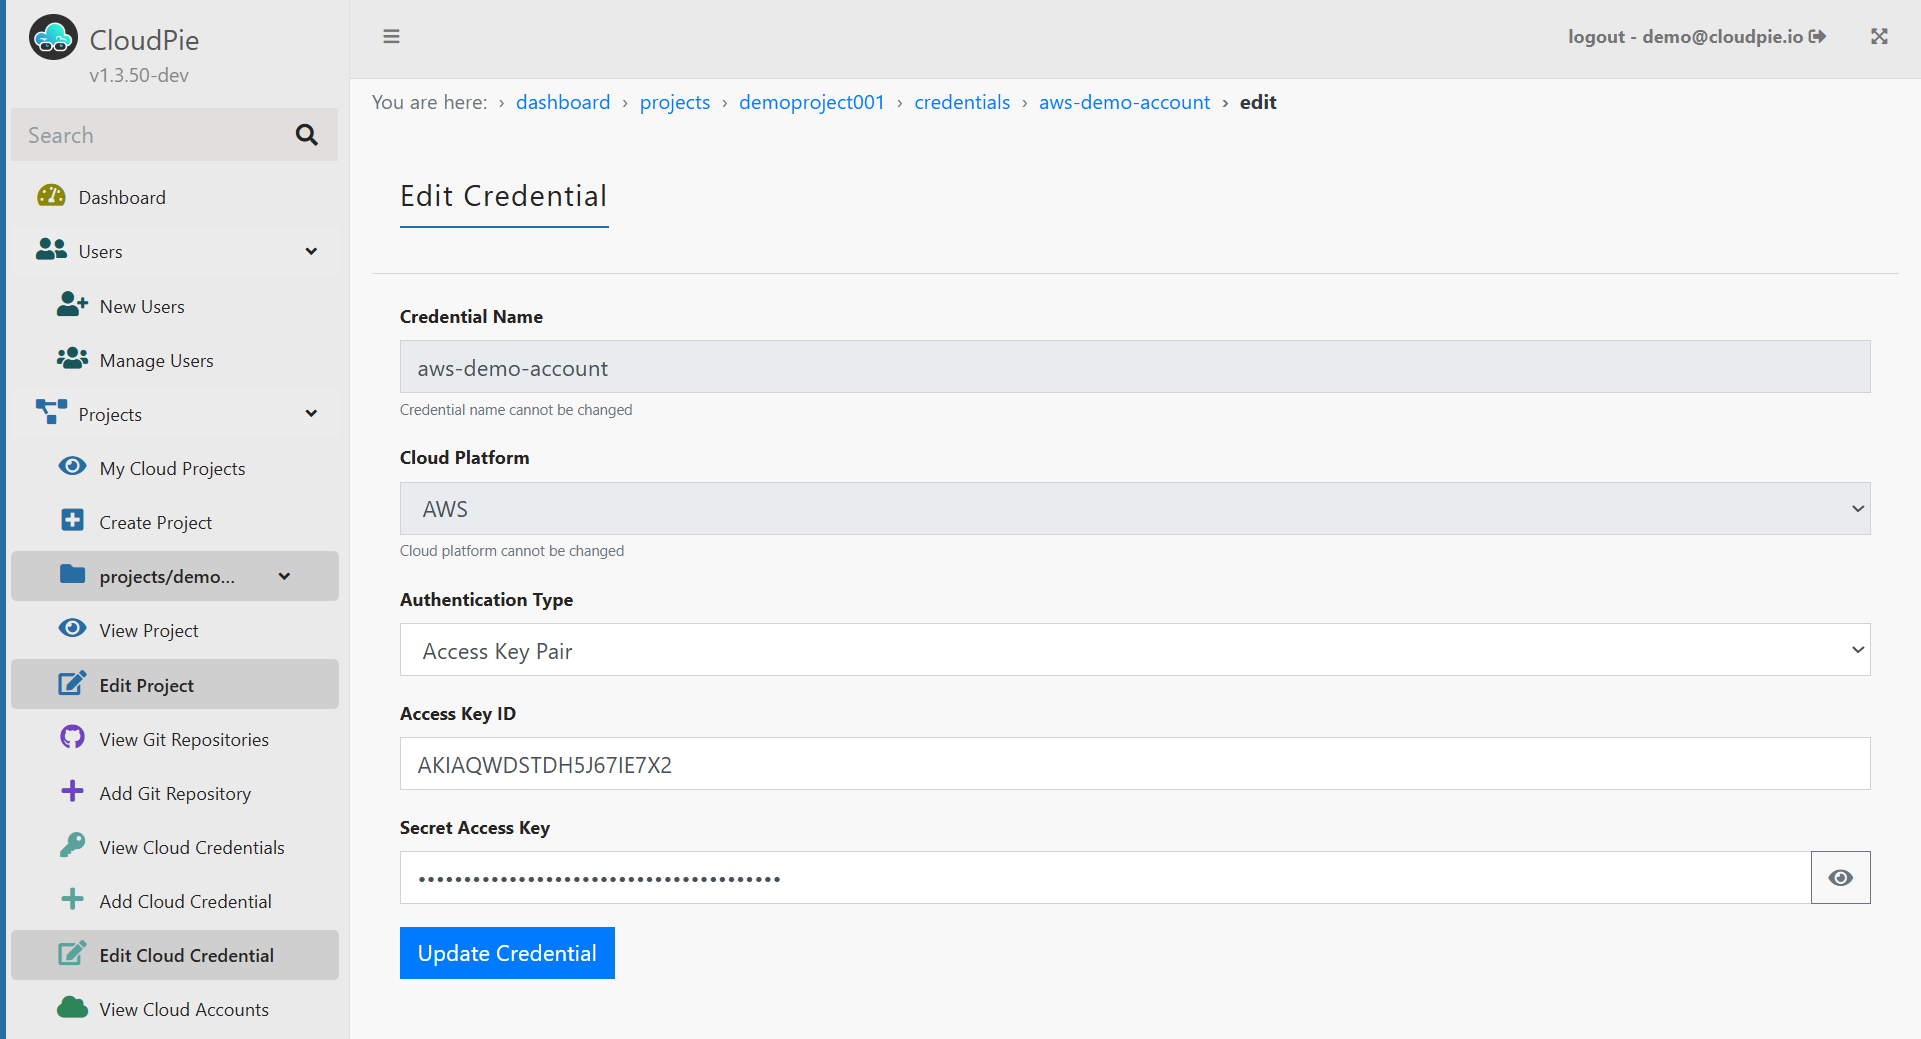 CloudPie
v1.3.50-dev
Search
Dashboard
Users
New Users
Manage Users
Projects
My Cloud Projects
Create Project
projects/demo...
View Project
Edit Project
View Git Repositories
Add Git Repository
View Cloud Credentials
Add Cloud Credential
Edit Cloud Credential
View Cloud Accounts
logout - demo@cloudpie.io
You are here: › dashboard › projects › demoproject001 › credentials › aws-demo-account › edit
Edit Credential
Credential Name
aws-demo-account
Credential name cannot be changed
Cloud Platform
AWS
Cloud platform cannot be changed
Authentication Type
Access Key Pair
Access Key ID
AKIAQWDSTDH5J67IE7X2
Secret Access Key
••••••••••••••••••••••••••••••••••••••••
Update Credential